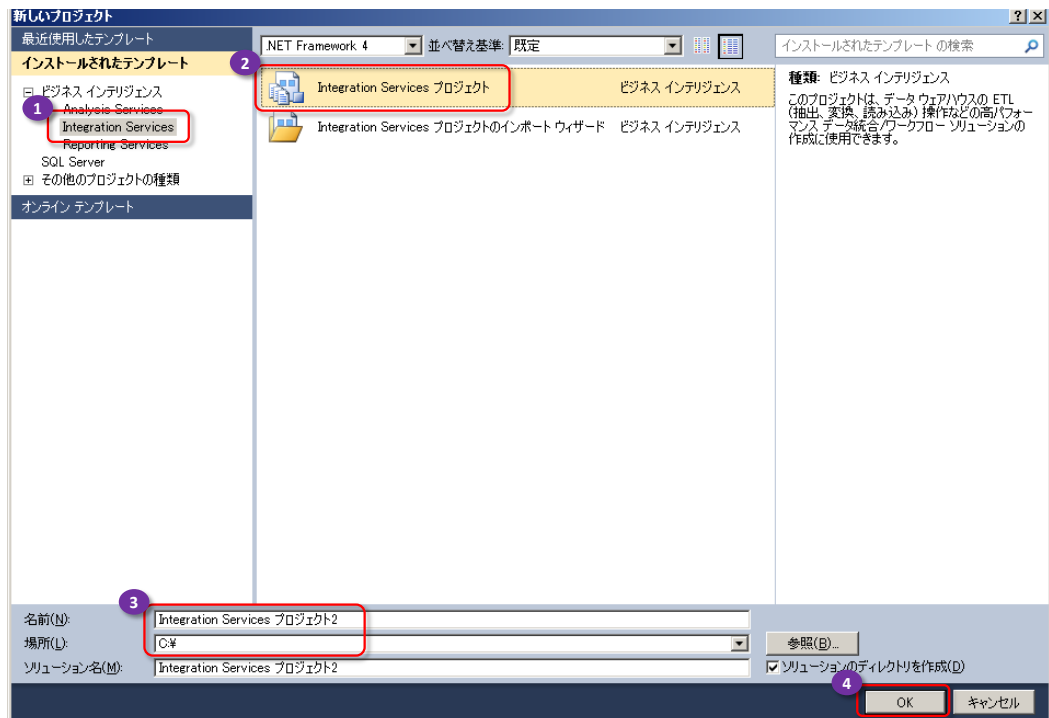 新しいプロジェクト
最近使用したテンプレート
インストールされたテンプレート
ビジネス インテリジェンス
1
Analysis Services
Integration Services
Reporting Services
SQL Server
その他のプロジェクトの種類
オンライン テンプレート
.NET Framework 4 並べ替え基準: 既定
2
Integration Services プロジェクト ビジネス インテリジェンス
Integration Services プロジェクトのインポート ウィザード ビジネス インテリジェンス
インストールされたテンプレート の検索
種類: ビジネス インテリジェンス
このプロジェクトは、データ ウェアハウスの ETL
(抽出、変換、読み込み) 操作などの高パフォー
マンス データ統合/ワークフロー ソリューションの
作成に使用できます。
3
名前(N): Integration Services プロジェクト2
場所(L): C:¥ 参照(B)...
ソリューション名(M): Integration Services プロジェクト2 ソリューションのディレクトリを作成(D)
4
OK キャンセル